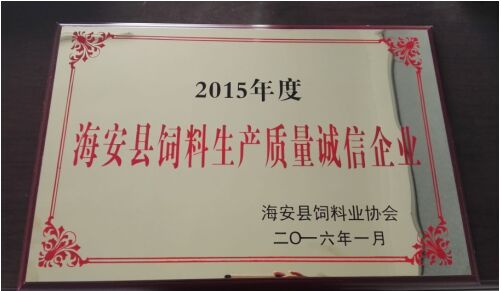 2015年度
海安县饲料生产质量诚信企业
海安县饲料业协会
二〇一六年一月